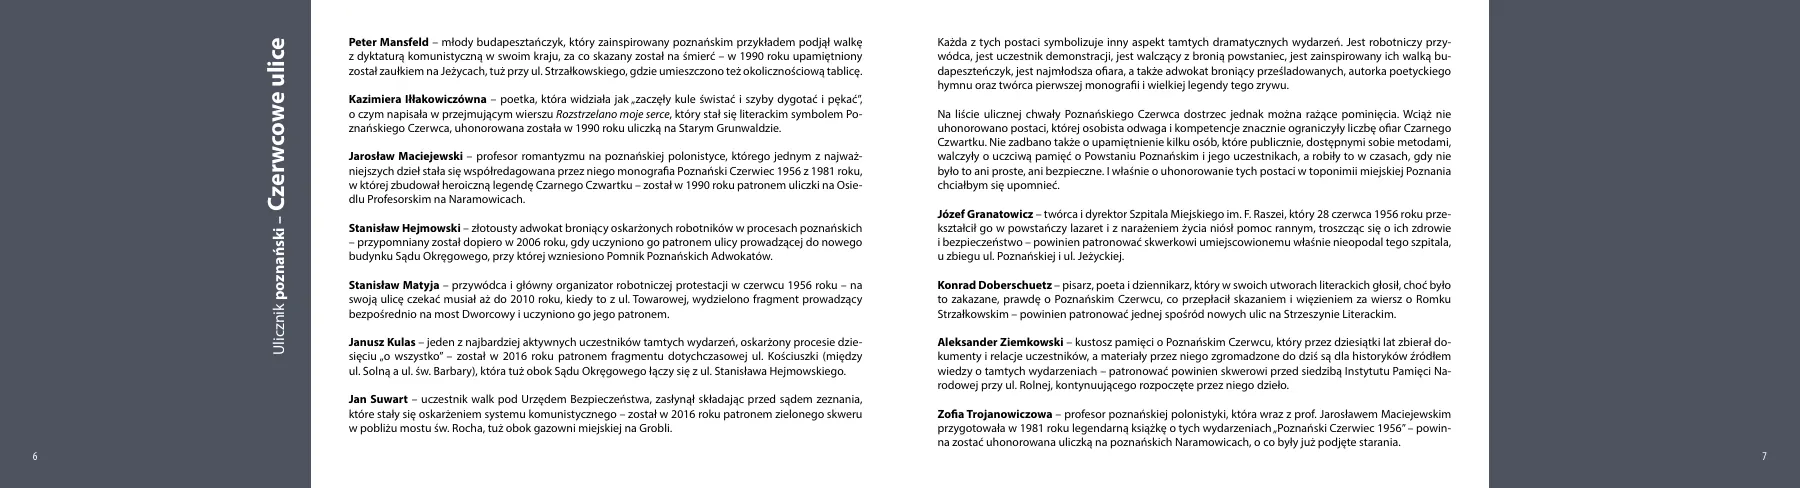 Ulicznik poznański – Czerwcowe ulice
Peter Mansfeld – młody budapesztańczyk, który zainspirowany poznańskim przykładem podjął walkę
z dyktaturą komunistyczną w swoim kraju, za co skazany został na śmierć – w 1990 roku upamiętniony
został zaułkiem na Jeżycach, tuż przy ul. Strzałkowskiego, gdzie umieszczono też okolicznościową tablicę.
Kazimiera Iłłakowiczówna – poetka, która widziała jak „zaczęły kule świstać i szyby dygotać i pękać”,
o czym napisała w przejmującym wierszu Rozstrzelano moje serce, który stał się literackim symbolem Po-
znańskiego Czerwca, uhonorowana została w 1990 roku uliczką na Starym Grunwaldzie.
Jarosław Maciejewski – profesor romantyzmu na poznańskiej polonistyce, którego jednym z najważ-
niejszych dzieł stała się współredagowana przez niego monografia Poznański Czerwiec 1956 z 1981 roku,
w której zbudował heroiczną legendę Czarnego Czwartku – został w 1990 roku patronem uliczki na Osie-
dlu Profesorskim na Naramowicach.
Stanisław Hejmowski – złotousty adwokat broniący oskarżonych robotników w procesach poznańskich
– przypomniany został dopiero w 2006 roku, gdy uczyniono go patronem ulicy prowadzącej do nowego
budynku Sądu Okręgowego, przy której wzniesiono Pomnik Poznańskich Adwokatów.
Stanisław Matyja – przywódca i główny organizator robotniczej protestacji w czerwcu 1956 roku – na
swoją ulicę czekać musiał aż do 2010 roku, kiedy to z ul. Towarowej, wydzielono fragment prowadzący
bezpośrednio na most Dworcowy i uczyniono go jego patronem.
Janusz Kulas – jeden z najbardziej aktywnych uczestników tamtych wydarzeń, oskarżony procesie dzie-
sięciu „o wszystko” – został w 2016 roku patronem fragmentu dotychczasowej ul. Kościuszki (między
ul. Solną a ul. św. Barbary), która tuż obok Sądu Okręgowego łączy się z ul. Stanisława Hejmowskiego.
Jan Suwart – uczestnik walk pod Urzędem Bezpieczeństwa, zasłynął składając przed sądem zeznania,
które stały się oskarżeniem systemu komunistycznego – został w 2016 roku patronem zielonego skweru
w pobliżu mostu św. Rocha, tuż obok gazowni miejskiej na Grobli.
6
Każda z tych postaci symbolizuje inny aspekt tamtych dramatycznych wydarzeń. Jest robotniczy przy-
wódca, jest uczestnik demonstracji, jest walczący z bronią powstaniec, jest zainspirowany ich walką bu-
dapeszteńczyk, jest najmłodsza ofiara, a także adwokat broniący prześladowanych, autorka poetyckiego
hymnu oraz twórca pierwszej monografii i wielkiej legendy tego zrywu.
Na liście ulicznej chwały Poznańskiego Czerwca dostrzec jednak można rażące pominięcia. Wciąż nie
uhonorowano postaci, której osobista odwaga i kompetencje znacznie ograniczyły liczbę ofiar Czarnego
Czwartku. Nie zadbano także o upamiętnienie kilku osób, które publicznie, dostępnymi sobie metodami,
walczyły o uczciwą pamięć o Powstaniu Poznańskim i jego uczestnikach, a robiły to w czasach, gdy nie
było to ani proste, ani bezpieczne. I właśnie o uhonorowanie tych postaci w toponimii miejskiej Poznania
chciałbym się upomnieć.
Józef Granatowicz – twórca i dyrektor Szpitala Miejskiego im. F. Raszei, który 28 czerwca 1956 roku prze-
kształcił go w powstańczy lazaret i z narażeniem życia niósł pomoc rannym, troszcząc się o ich zdrowie
i bezpieczeństwo – powinien patronować skwerkowi umiejscowionemu właśnie nieopodal tego szpitala,
u zbiegu ul. Poznańskiej i ul. Jeżyckiej.
Konrad Doberschuetz – pisarz, poeta i dziennikarz, który w swoich utworach literackich głosił, choć było
to zakazane, prawdę o Poznańskim Czerwcu, co przepłacił skazaniem i więzieniem za wiersz o Romku
Strzałkowskim – powinien patronować jednej spośród nowych ulic na Strzeszynie Literackim.
Aleksander Ziemkowski – kustosz pamięci o Poznańskim Czerwcu, który przez dziesiątki lat zbierał do-
kumenty i relacje uczestników, a materiały przez niego zgromadzone do dziś są dla historyków źródłem
wiedzy o tamtych wydarzeniach – patronować powinien skwerowi przed siedzibą Instytutu Pamięci Na-
rodowej przy ul. Rolnej, kontynuującego rozpoczęte przez niego dzieło.
Zofia Trojanowiczowa – profesor poznańskiej polonistyki, która wraz z prof. Jarosławem Maciejewskim
przygotowała w 1981 roku legendarną książkę o tych wydarzeniach „Poznański Czerwiec 1956” – powin-
na zostać uhonorowana uliczką na poznańskich Naramowicach, o co były już podjęte starania.
7